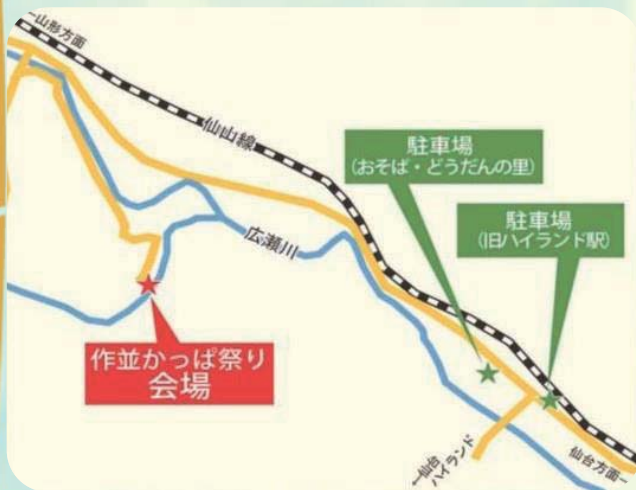 ←山形方面
仙山線
駐車場
(おそば・どうだんの里)
駐車場
(旧ハイランド駅)
広瀬川
作並かっぱ祭り
会場
←仙台
ハイランド
仙台方面→